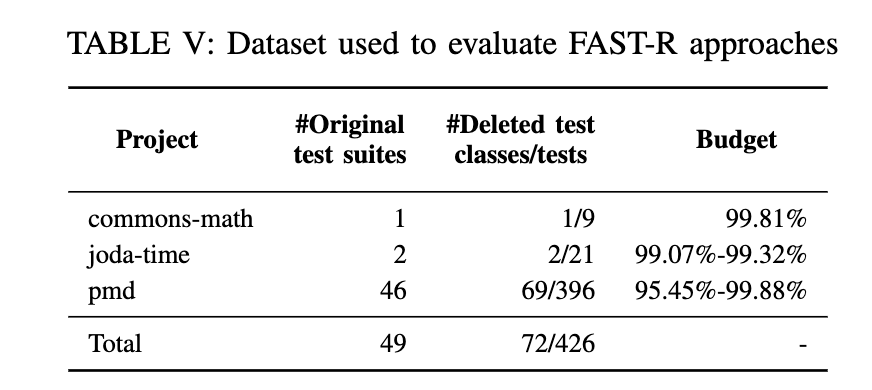 TABLE V: Dataset used to evaluate FAST-R approaches
Project #Original test suites #Deleted test classes/tests Budget
commons-math 1 1/9 99.81%
joda-time 2 2/21 99.07%-99.32%
pmd 46 69/396 95.45%-99.88%
Total 49 72/426 -